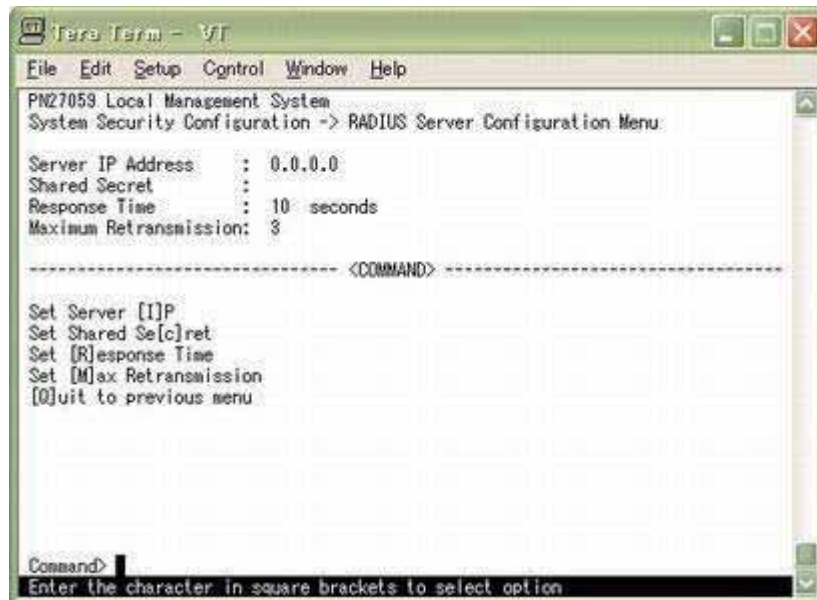 Tera Term - VT
File Edit Setup Control Window Help
PN27059 Local Management System
System Security Configuration -> RADIUS Server Configuration Menu
Server IP Address : 0.0.0.0
Shared Secret :
Response Time : 10 seconds
Maximum Retransmission: 3
-------------------------------- <COMMAND> -----------------------------------
Set Server [I]P
Set Shared Se[c]ret
Set [R]esponse Time
Set [M]ax Retransmission
[Q]uit to previous menu
Command>
Enter the character in square brackets to select option